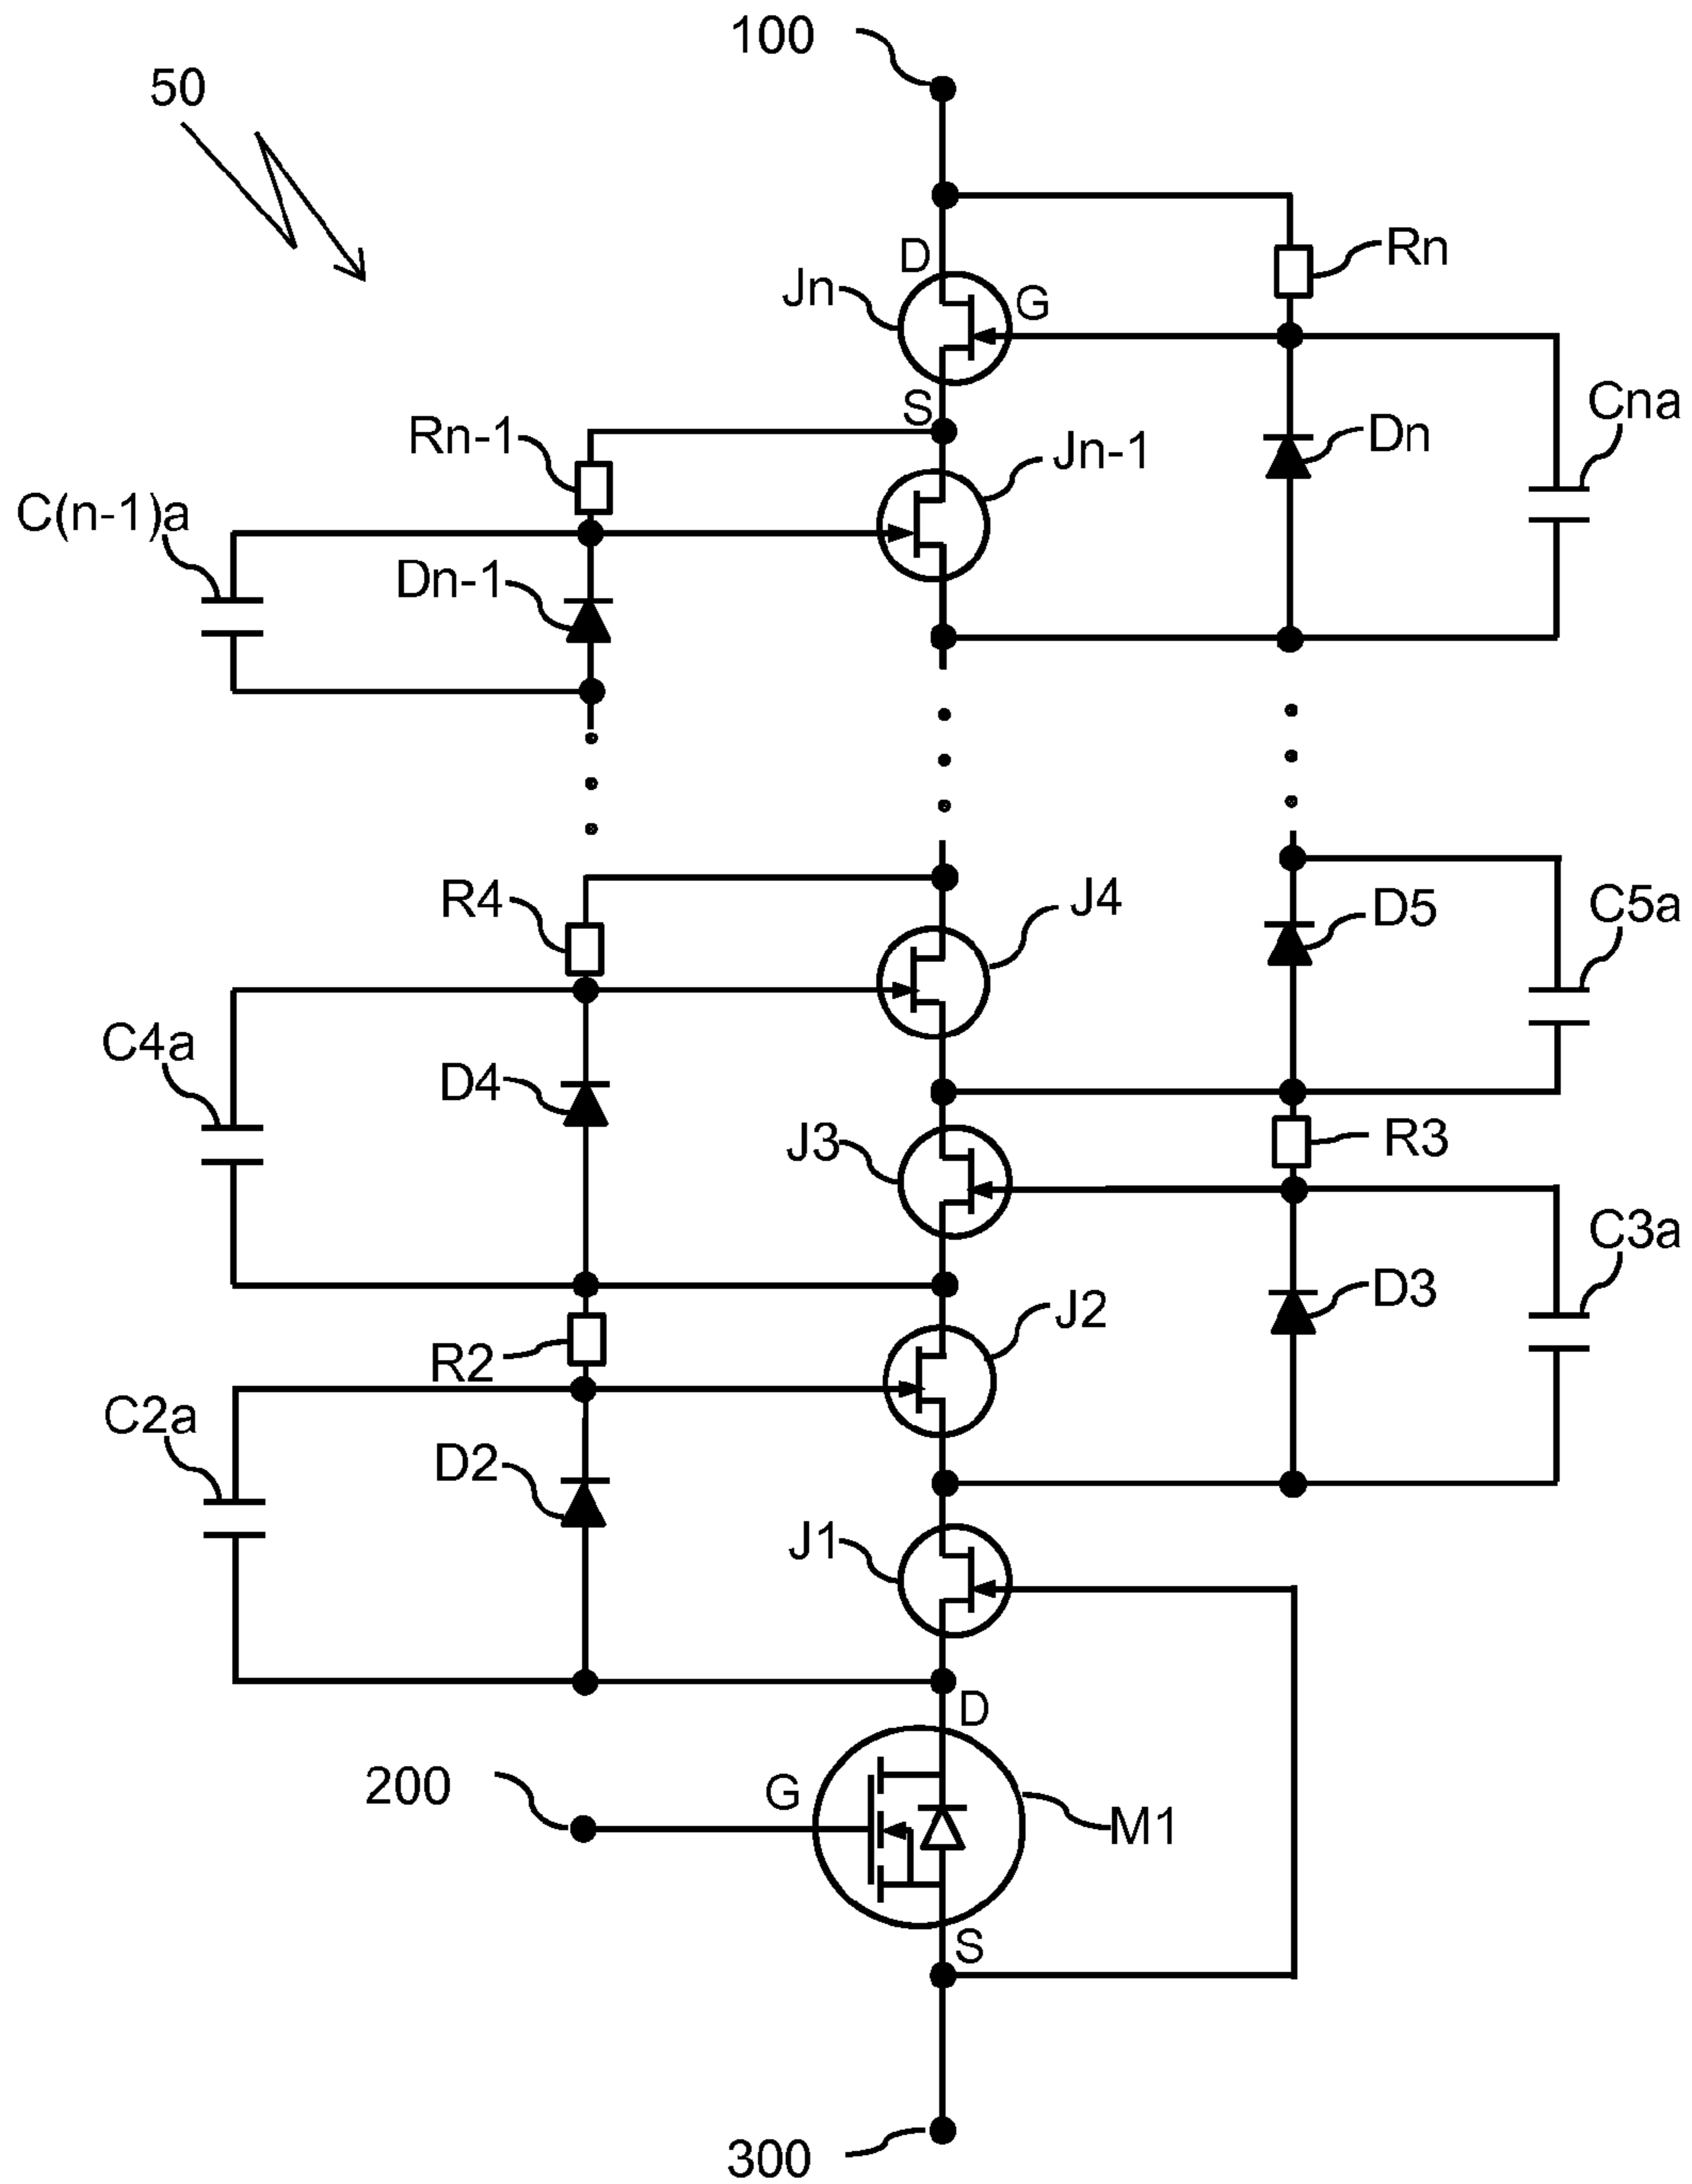 100
50
Rn
D
Jn
G
Cna
S
Rn-1
Dn
Jn-1
C(n-1)a
Dn-1
R4
J4
D5
C5a
C4a
D4
J3
R3
C3a
D3
J2
R2
C2a
D2
J1
D
200
G
M1
S
300